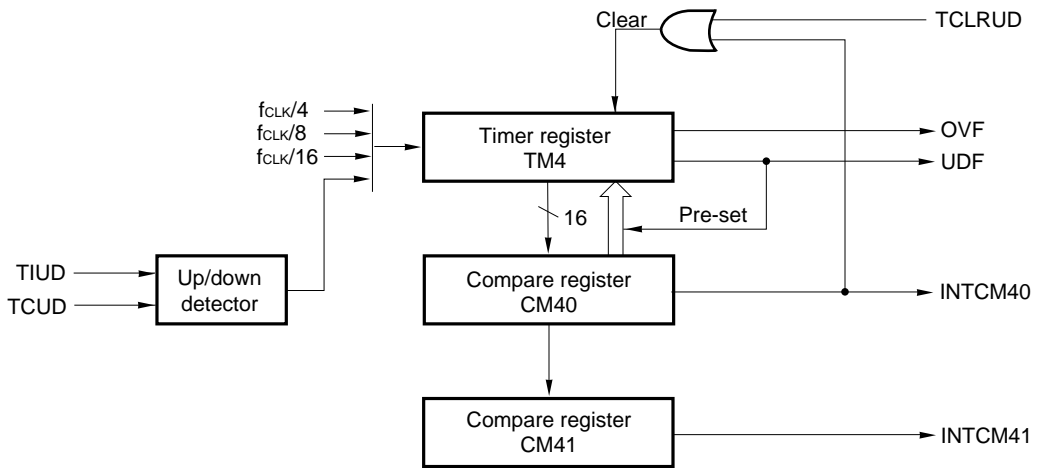 Clear
TCLRUD
fCLK/4
fCLK/8
fCLK/16
Timer register
TM4
OVF
UDF
16
Pre-set
TIUD
TCUD
Up/down
detector
Compare register
CM40
INTCM40
Compare register
CM41
INTCM41